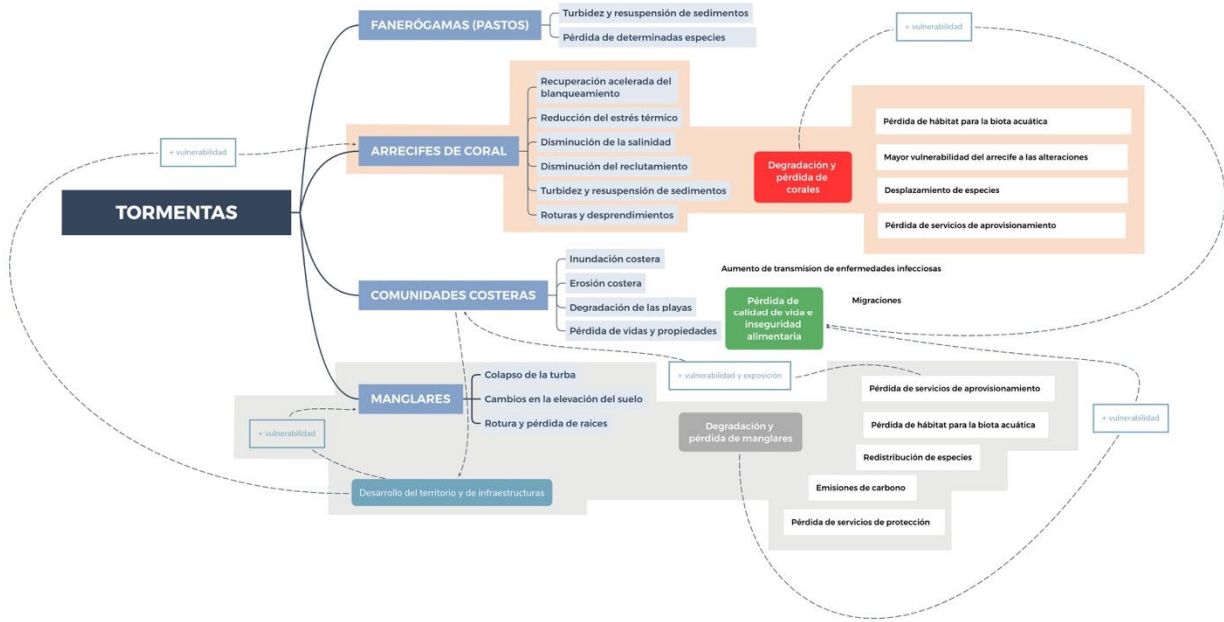 FANERÓGAMAS (PASTOS)
Turbidez y resuspensión de sedimentos
Pérdida de determinadas especies
+ vulnerabilidad
Recuperación acelerada del
blanqueamiento
Reducción del estrés térmico
Disminución de la salinidad
Disminución del reclutamiento
Turbidez y resuspensión de sedimentos
Roturas y desprendimientos
+ vulnerabilidad
ARRECIFES DE CORAL
Degradación y
pérdida de
corales
Pérdida de hábitat para la biota acuática
Mayor vulnerabilidad del arrecife a las alteraciones
Desplazamiento de especies
Pérdida de servicios de aprovisionamiento
TORMENTAS
COMUNIDADES COSTERAS
Inundación costera
Erosión costera
Degradación de las playas
Pérdida de vidas y propiedades
Aumento de transmision de enfermedades infecciosas
Pérdida de
calidad de vida e
inseguridad
alimentaria
Migraciones
+ vulnerabilidad y exposición
MANGLARES
Colapso de la turba
Cambios en la elevación del suelo
Rotura y pérdida de raices
+ vulnerabilidad
Degradación y
pérdida de manglares
Pérdida de servicios de aprovisionamiento
Pérdida de hábitat para la biota acuática
Redistribución de especies
Emisiones de carbono
Pérdida de servicios de protección
+ vulnerabilidad
Desarrollo del territorio y de infraestructuras